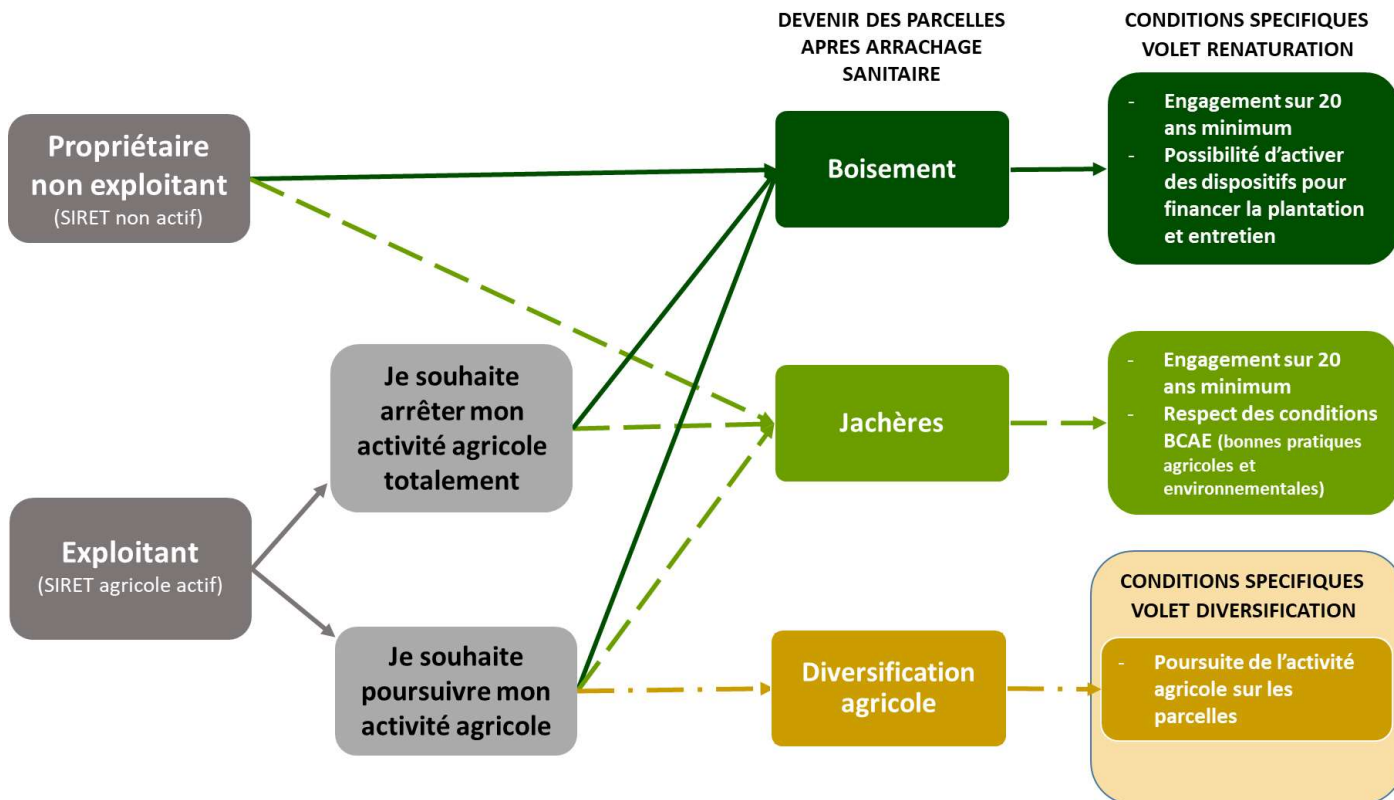 DEVENIR DES PARCELLES
APRES ARRACHAGE
SANITAIRE
CONDITIONS SPECIFIQUES
VOLET RENATURATION
Propriétaire
non exploitant
(SIRET non actif)
Boisement
- Engagement sur 20
ans minimum
- Possibilité d’activer
des dispositifs pour
financer la plantation
et entretien
Je souhaite
arrêter mon
activité agricole
totalement
Jachères
- Engagement sur 20
ans minimum
- Respect des conditions
BCAE (bonnes pratiques
agricoles et
environnementales)
Exploitant
(SIRET agricole actif)
Je souhaite
poursuivre mon
activité agricole
Diversification
agricole
CONDITIONS SPECIFIQUES
VOLET DIVERSIFICATION
- Poursuite de l’activité
agricole sur les
parcelles